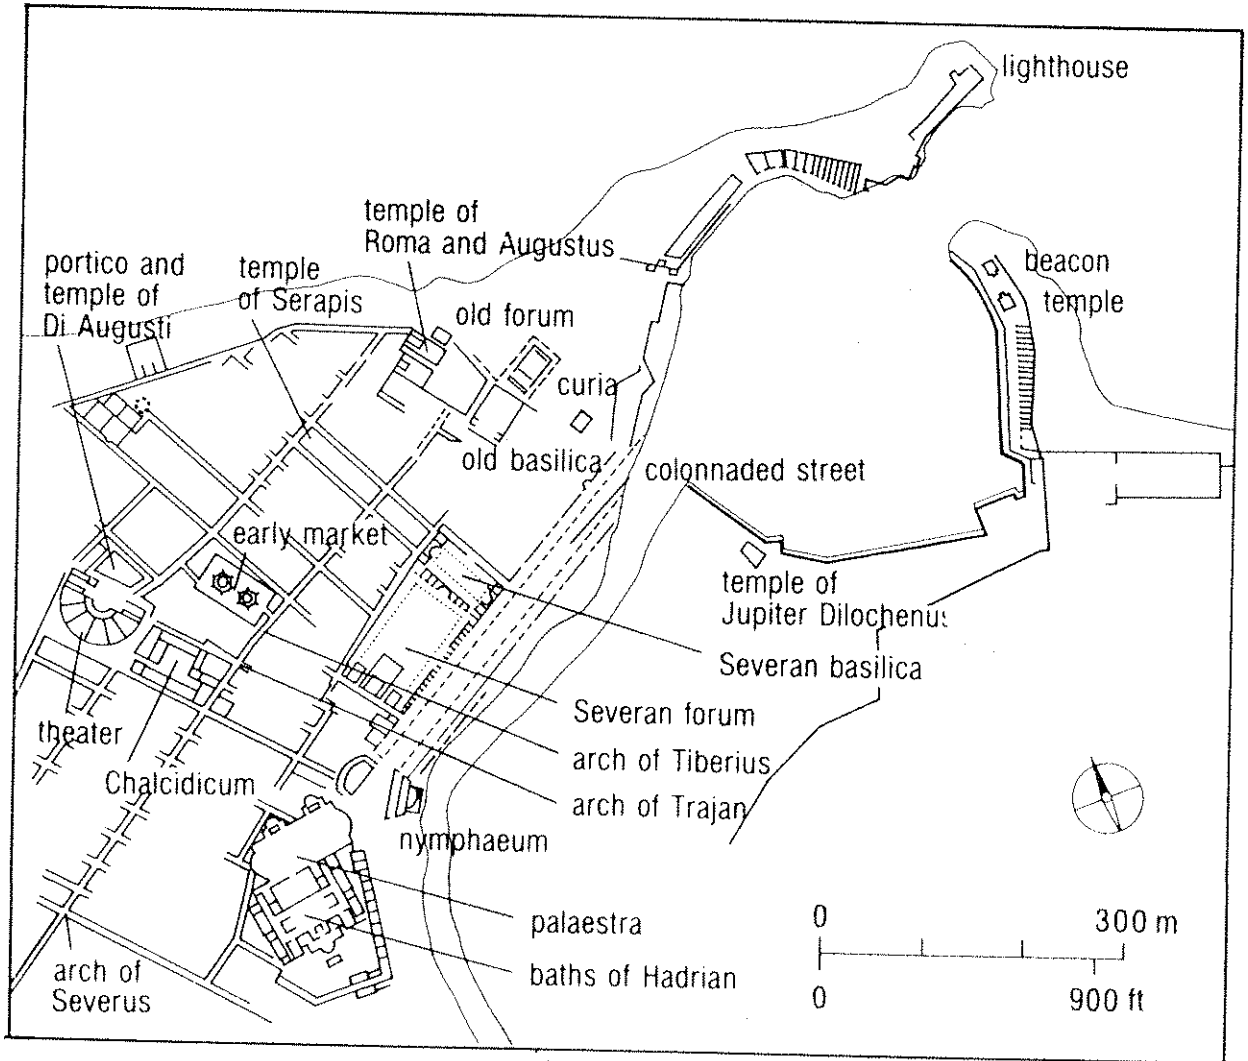 lighthouse
temple of
Roma and Augustus
portico and
temple of
Di Augusti
temple
of Serapis
old forum
beacon
temple
curia
old basilica
colonnaded street
early market
temple of
Jupiter Dilochenus
Severan basilica
Severan forum
theater
arch of Tiberius
Chalcidicum
arch of Trajan
nymphaeum
palaestra
0 300 m
arch of
Severus
baths of Hadrian
0 900 ft